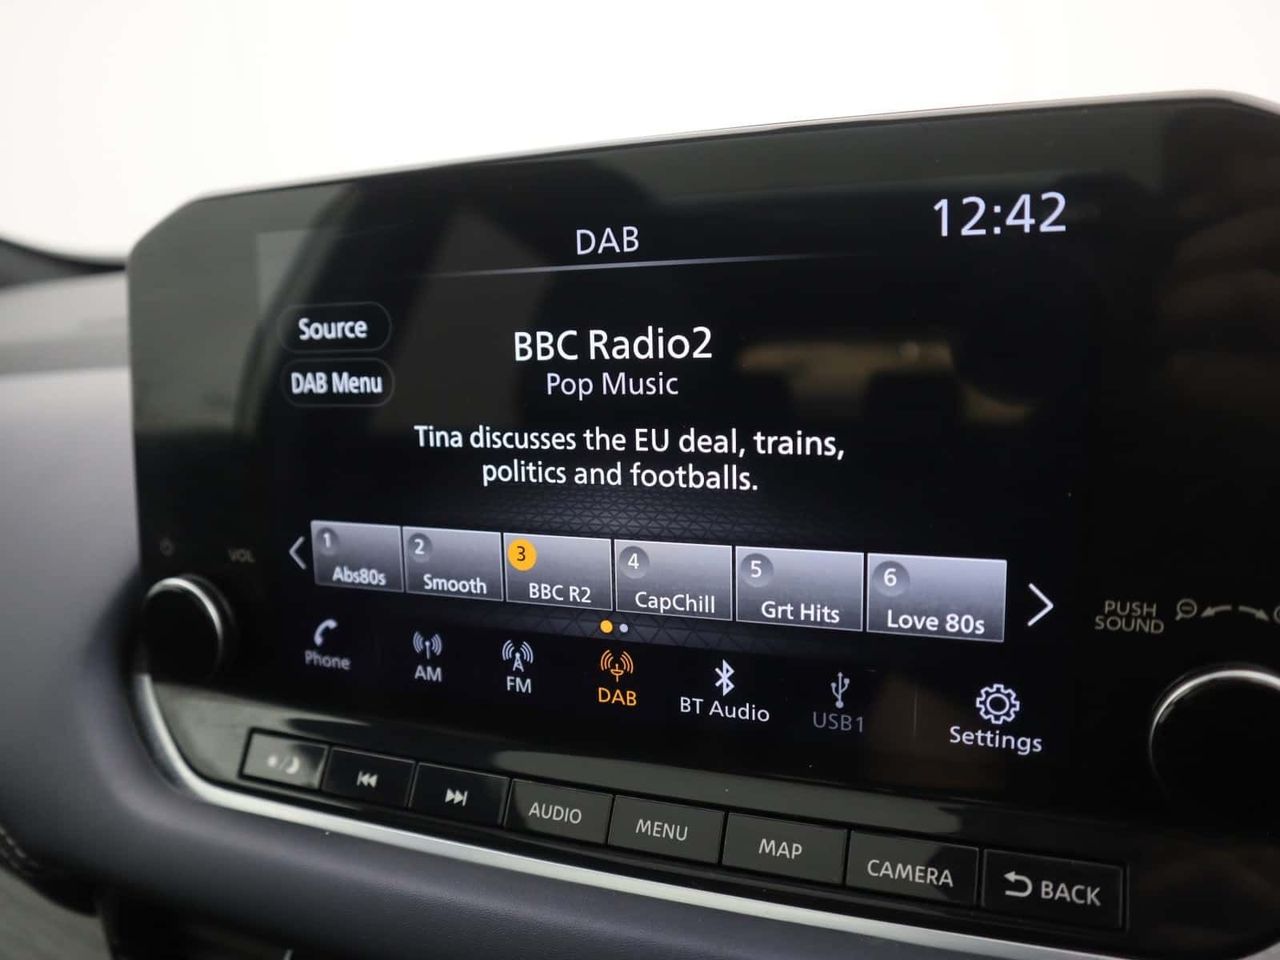 DAB
12:42
Source
DAB Menu
BBC Radio2
Pop Music
Tina discusses the EU deal, trains,
politics and footballs.
1
Abs80s
2
Smooth
3
BBC R2
4
CapChill
5
Grt Hits
6
Love 80s
VOL
PUSH
SOUND
Phone
AM
FM
DAB
BT Audio
USB1
Settings
AUDIO
MENU
MAP
CAMERA
BACK